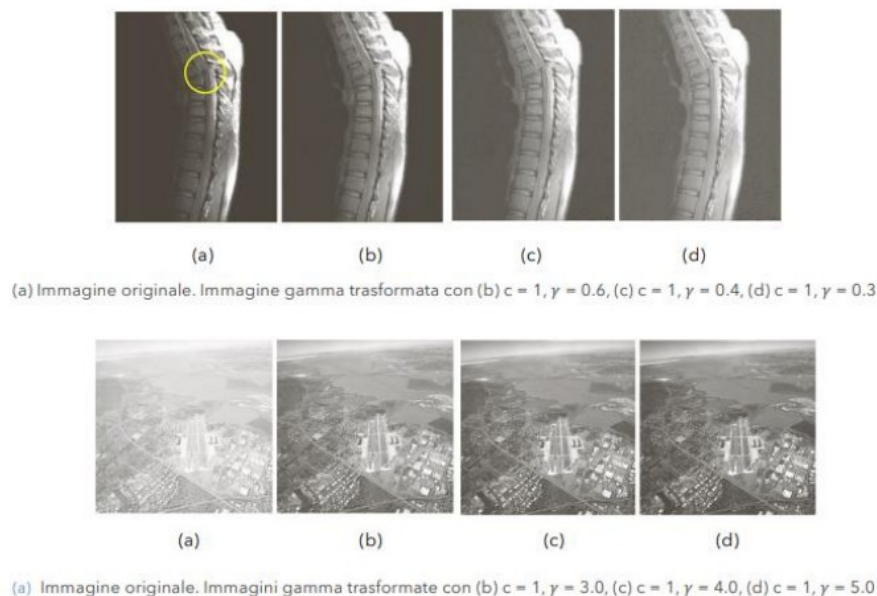 (a) (b) (c) (d)
(a) Immagine originale. Immagine gamma trasformata con (b) c = 1, γ = 0.6, (c) c = 1, γ = 0.4, (d) c = 1, γ = 0.3
(a) (b) (c) (d)
(a) Immagine originale. Immagini gamma trasformate con (b) c = 1, γ = 3.0, (c) c = 1, γ = 4.0, (d) c = 1, γ = 5.0